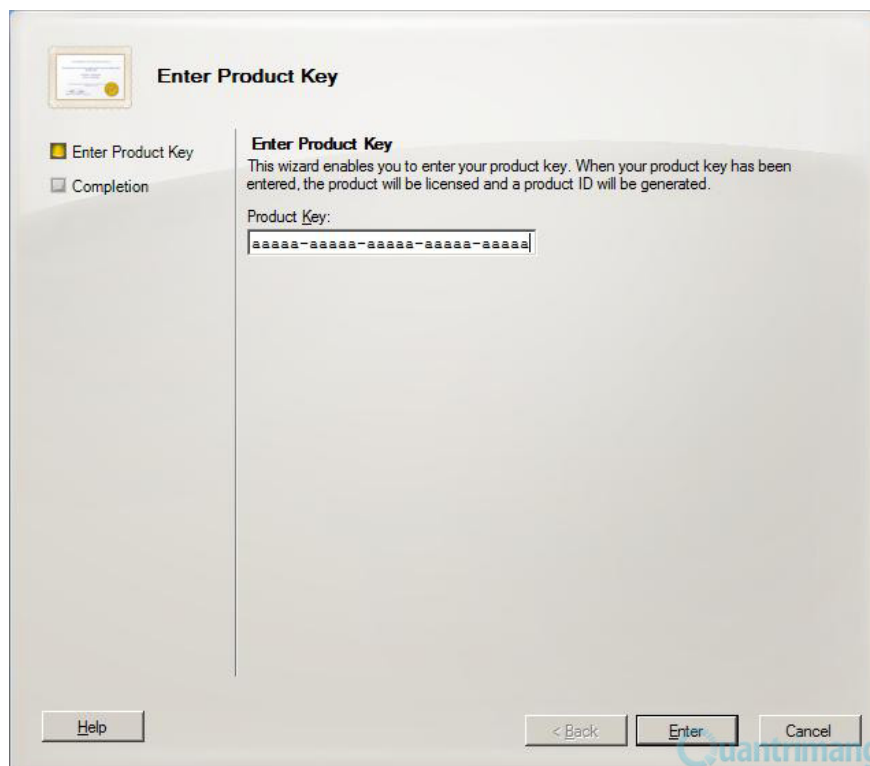 Enter Product Key
Enter Product Key
Completion
Enter Product Key
This wizard enables you to enter your product key. When your product key has been
entered, the product will be licensed and a product ID will be generated.
Product Key:
aaaaa-aaaaa-aaaaa-aaaaa-aaaaa
Help
< Back
Enter
Cancel
Quantrimang